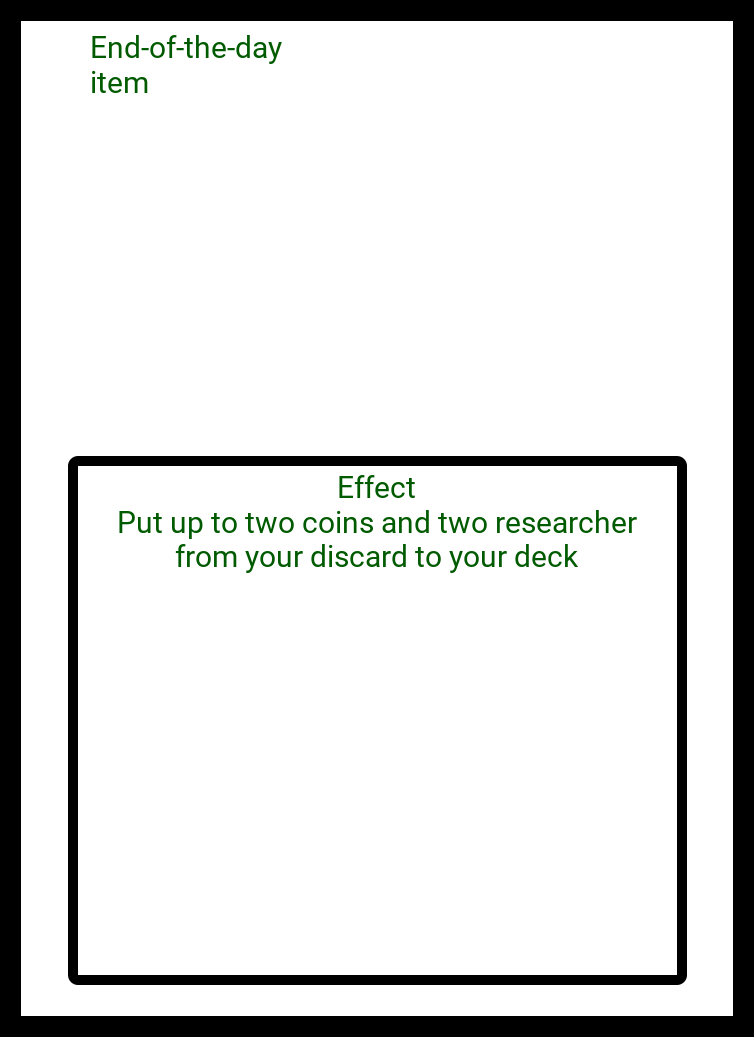 End-of-the-day
item
Effect
Put up to two coins and two researcher
from your discard to your deck